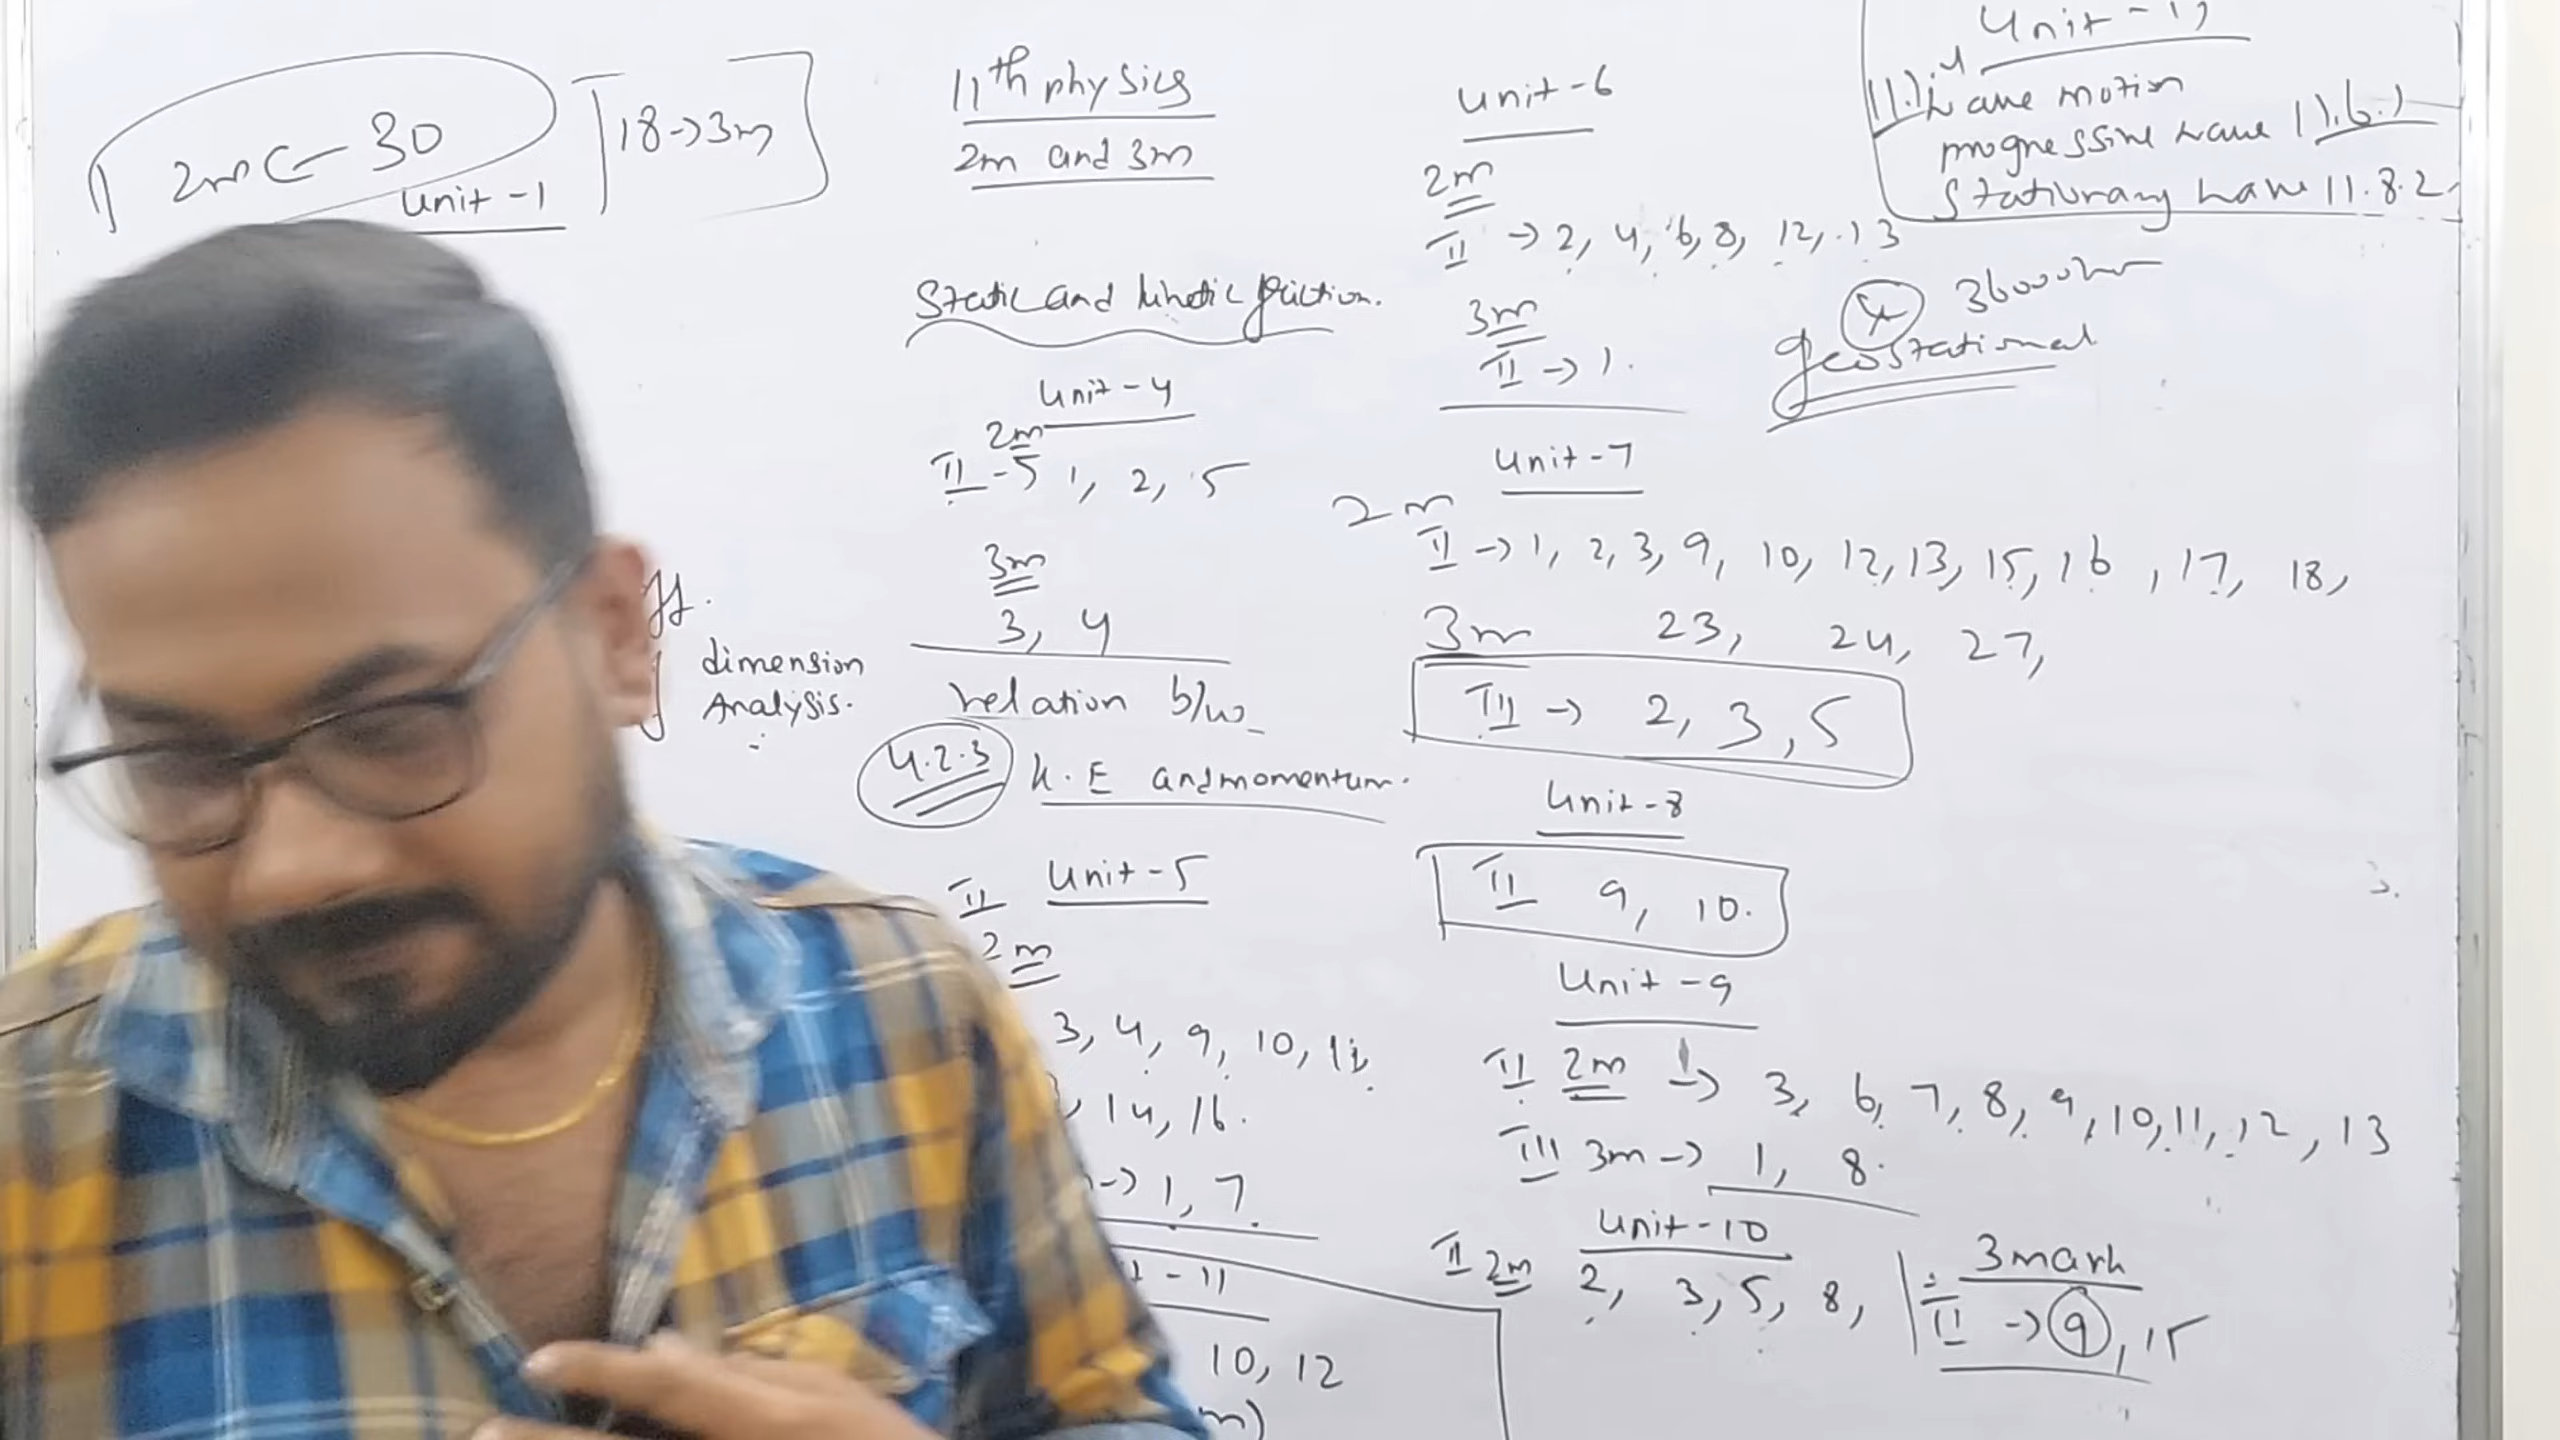 2m ← 30
18 → 3m
Unit - 1
dimension
Analysis.
11th physics
2m and 3m
Static and kinetic friction.
Unit - 4
2m
II - 5 1, 2, 5
3m
3, 4
relation b/w
4.2.3 K.E and momentum.
II Unit - 5
2m
3, 4, 9, 10, 12
14, 16.
→ 1, 7.
- 11
10, 12
m)
Unit - 6
2m
II → 2, 4, 6, 8, 12, 13
3m
II → 1.
Unit - 7
2m
II → 1, 2, 3, 9, 10, 12, 13, 15, 16, 17, 18,
23, 24, 27,
3m
III → 2, 3, 5
Unit - 8
II 9, 10.
Unit - 9
II 2m → 3, 6, 7, 8, 9, 10, 11, 12, 13
III 3m → 1, 8.
Unit - 10
II 2m 2, 3, 5, 8,
3 mark
II → 9, 15
Unit - 11
wave motion
progressive wave 11.6.1
Stationary wave 11.8.2
geostational